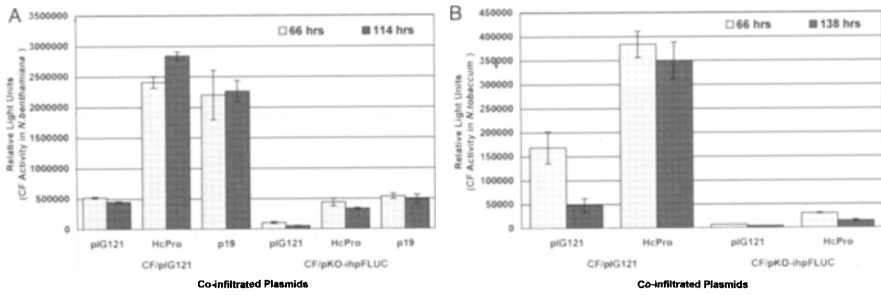 A
66 hrs
114 hrs
Relative Light Units
(CF Activity in N.benthamiana)
3500000
3000000
2500000
2000000
1500000
1000000
500000
0
pIG121
HcPro
p19
pIG121
HcPro
p19
CF/pIG121
CF/pKO-ihpFLUC
Co-infiltrated Plasmids
B
66 hrs
138 hrs
Relative Light Units
(CF Activity in N.tobaccum)
450000
400000
350000
300000
250000
200000
150000
100000
50000
0
pIG121
HcPro
pIG121
HcPro
CF/pIG121
CF/pKO-ihpFLUC
Co-infiltrated Plasmids